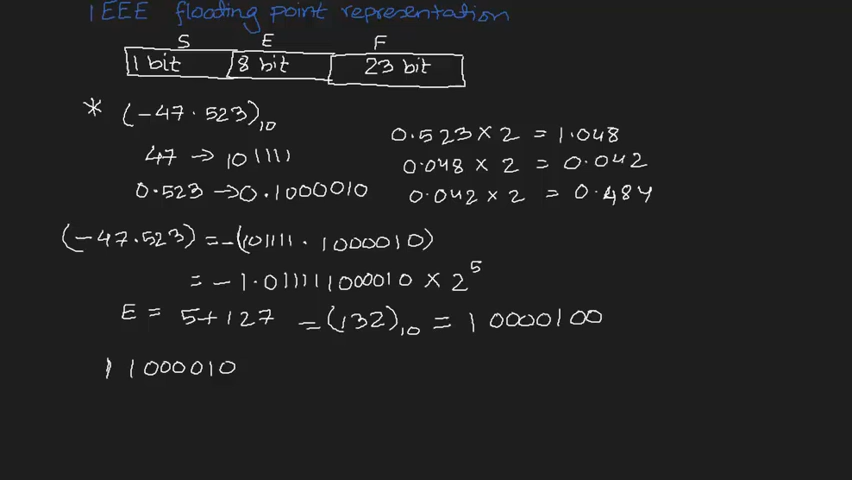 IEEE floating point representation
S E F
1 bit 8 bit 23 bit
* (-47.523)₁₀
47 → 101111
0.523 → 0.1000010
0.523 × 2 = 1.048
0.048 × 2 = 0.042
0.042 × 2 = 0.484
(-47.523) = -(101111.1000010)
= -1.011111000010 × 2⁵
E = 5+127 = (132)₁₀ = 10000100
1 1000010